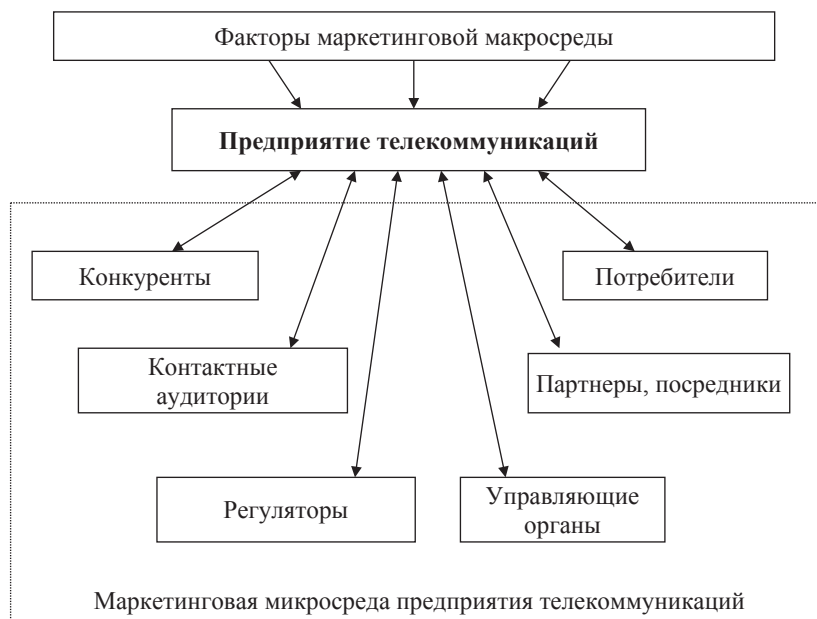 Факторы маркетинговой макросреды
Предприятие телекоммуникаций
Конкуренты
Потребители
Контактные
аудитории
Партнеры, посредники
Регуляторы
Управляющие
органы
Маркетинговая микросреда предприятия телекоммуникаций